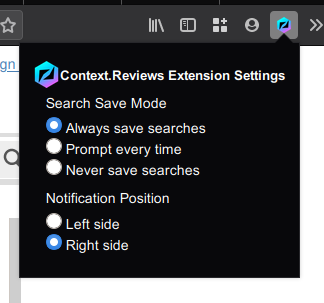 gn
Context.Reviews Extension Settings
Search Save Mode
Always save searches
Prompt every time
Never save searches
Notification Position
Left side
Right side